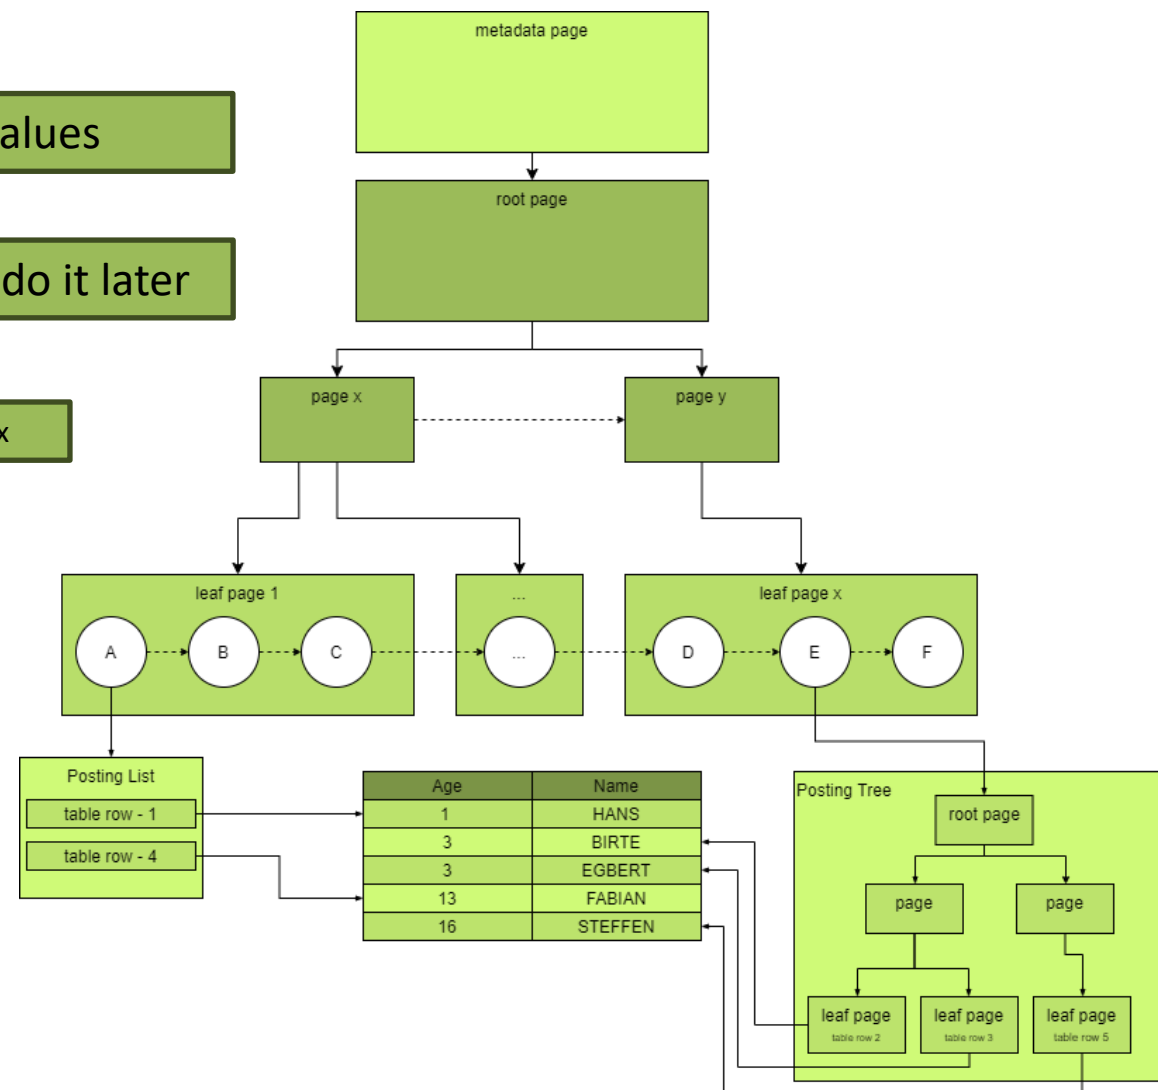 metadata page
alues
root page
do it later
page x
page y
x
leaf page 1
...
leaf page x
A
B
C
...
D
E
F
Posting List
table row - 1
table row - 4
Age Name
1 HANS
3 BIRTE
3 EGBERT
13 FABIAN
16 STEFFEN
Posting Tree
root page
page
page
leaf page
table row 2
leaf page
table row 3
leaf page
table row 5